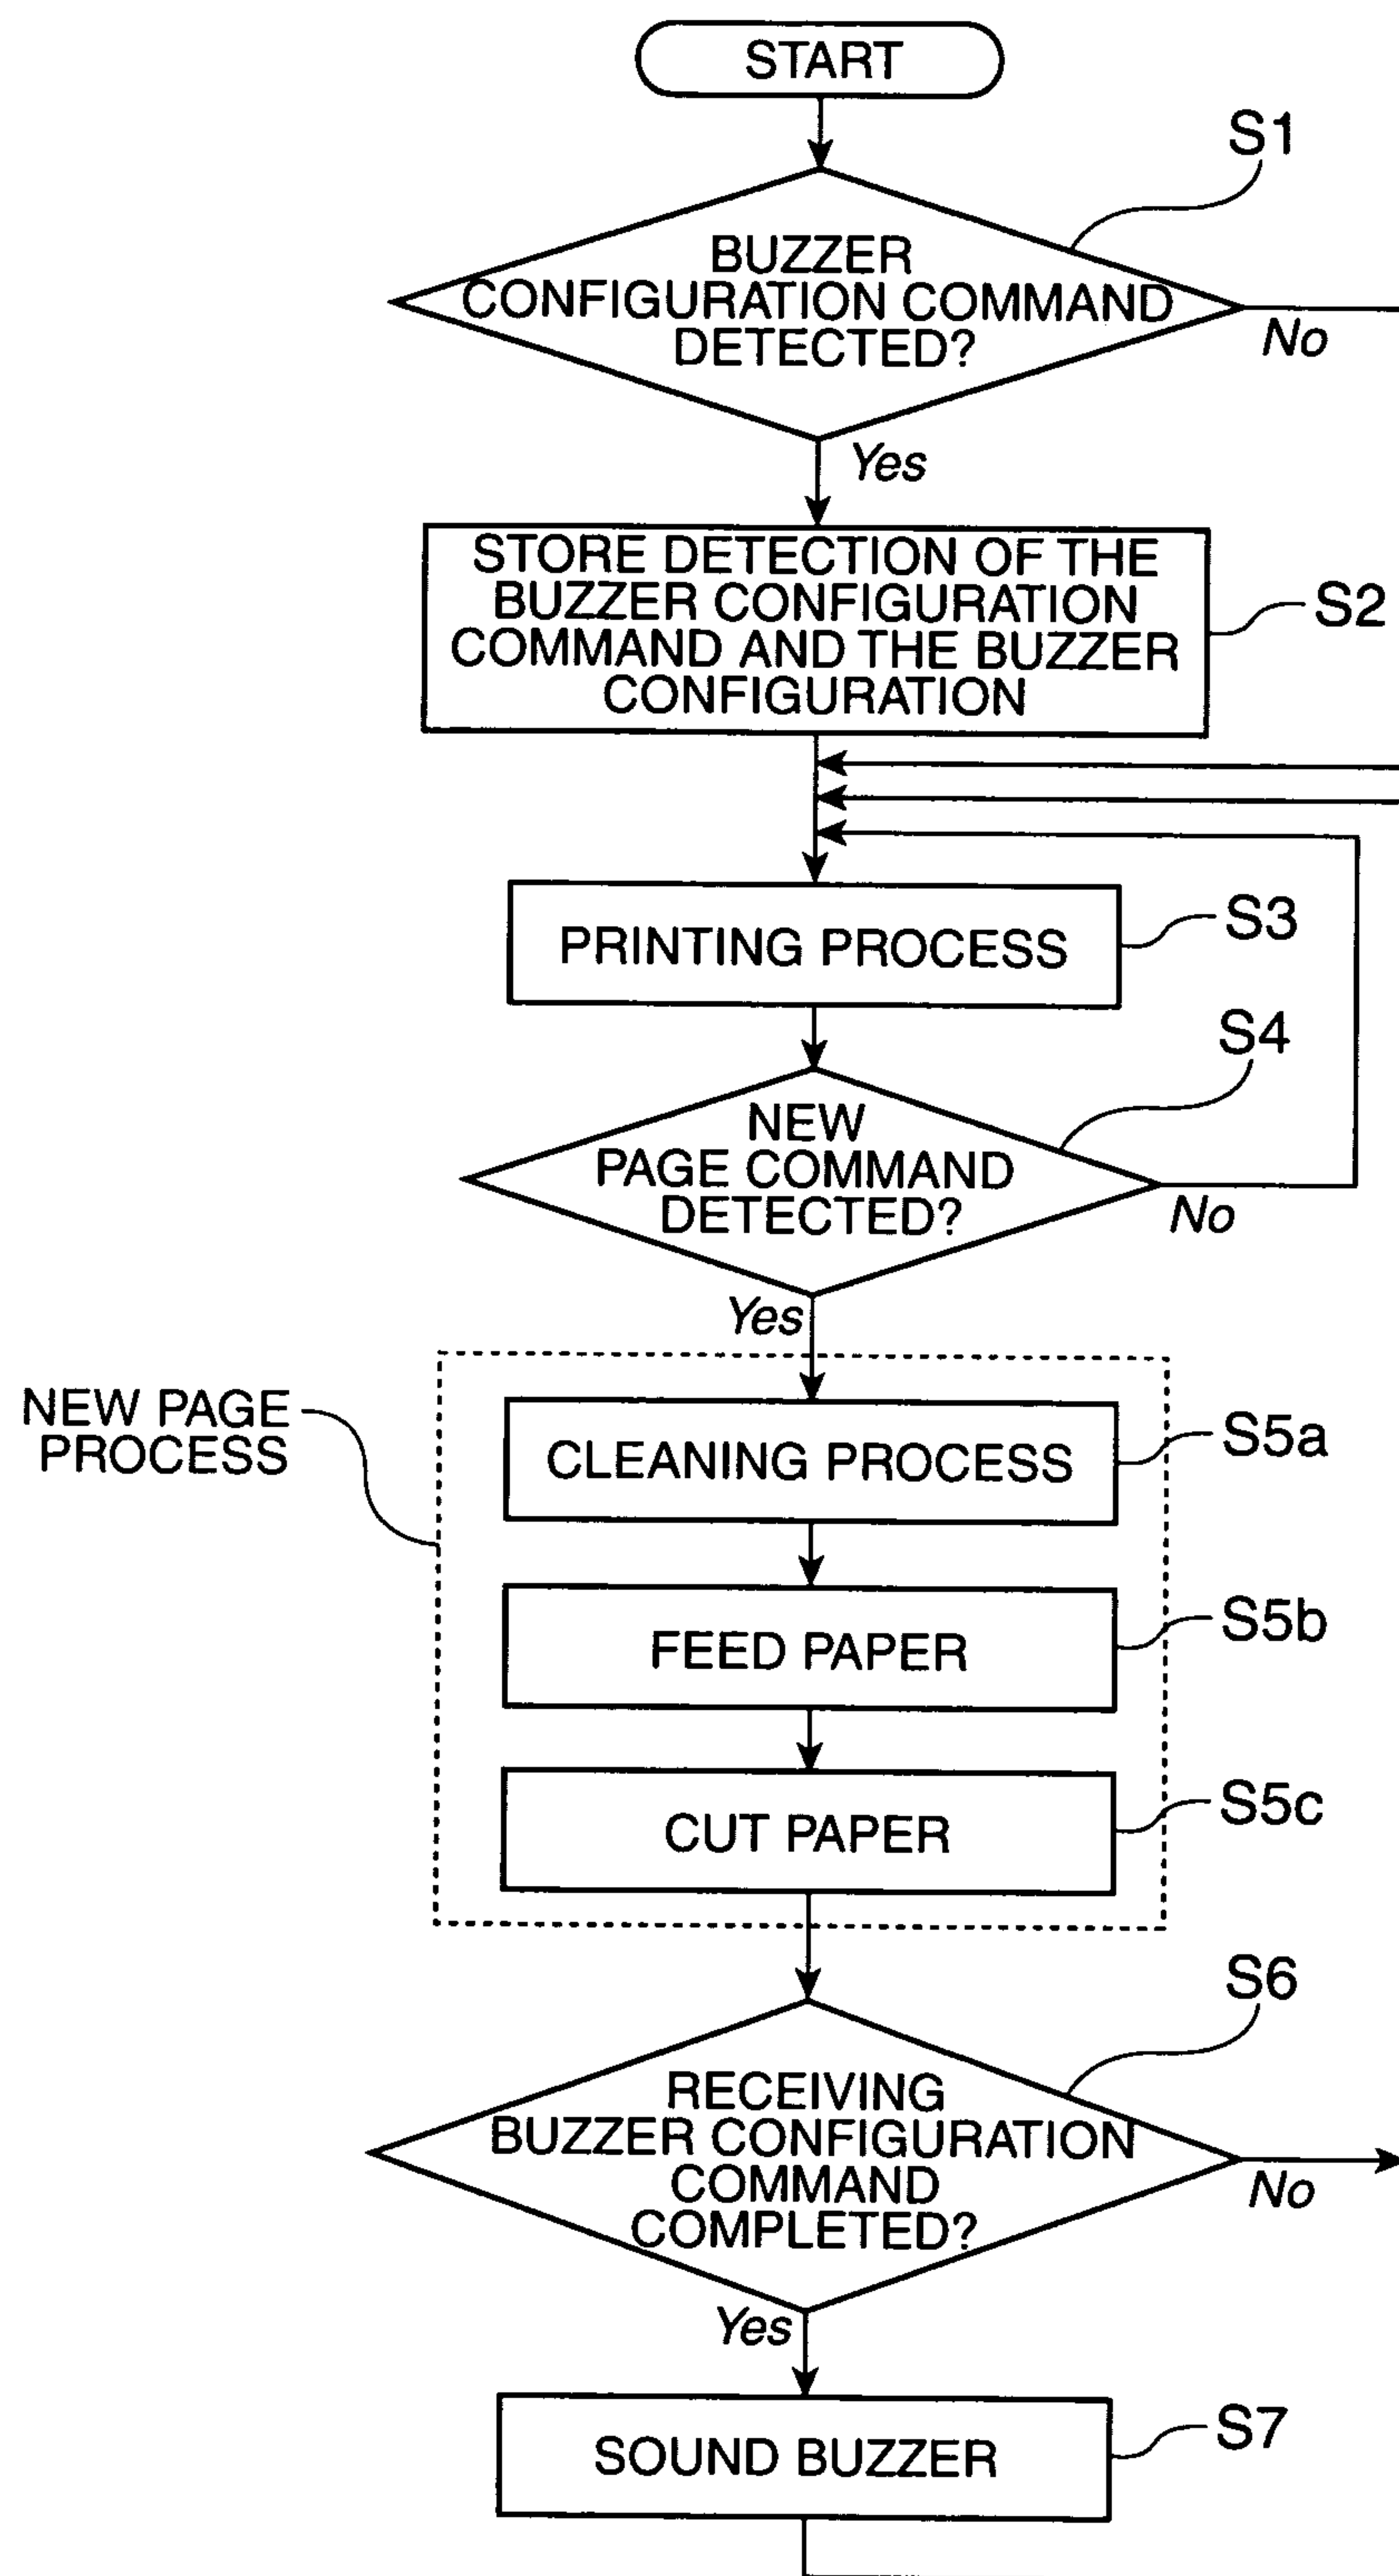 START
S1
BUZZER
CONFIGURATION COMMAND
DETECTED?
No
Yes
STORE DETECTION OF THE
BUZZER CONFIGURATION
COMMAND AND THE BUZZER
CONFIGURATION
S2
PRINTING PROCESS
S3
S4
NEW
PAGE COMMAND
DETECTED?
No
Yes
NEW PAGE
PROCESS
CLEANING PROCESS
S5a
FEED PAPER
S5b
CUT PAPER
S5c
S6
RECEIVING
BUZZER CONFIGURATION
COMMAND
COMPLETED?
No
Yes
SOUND BUZZER
S7